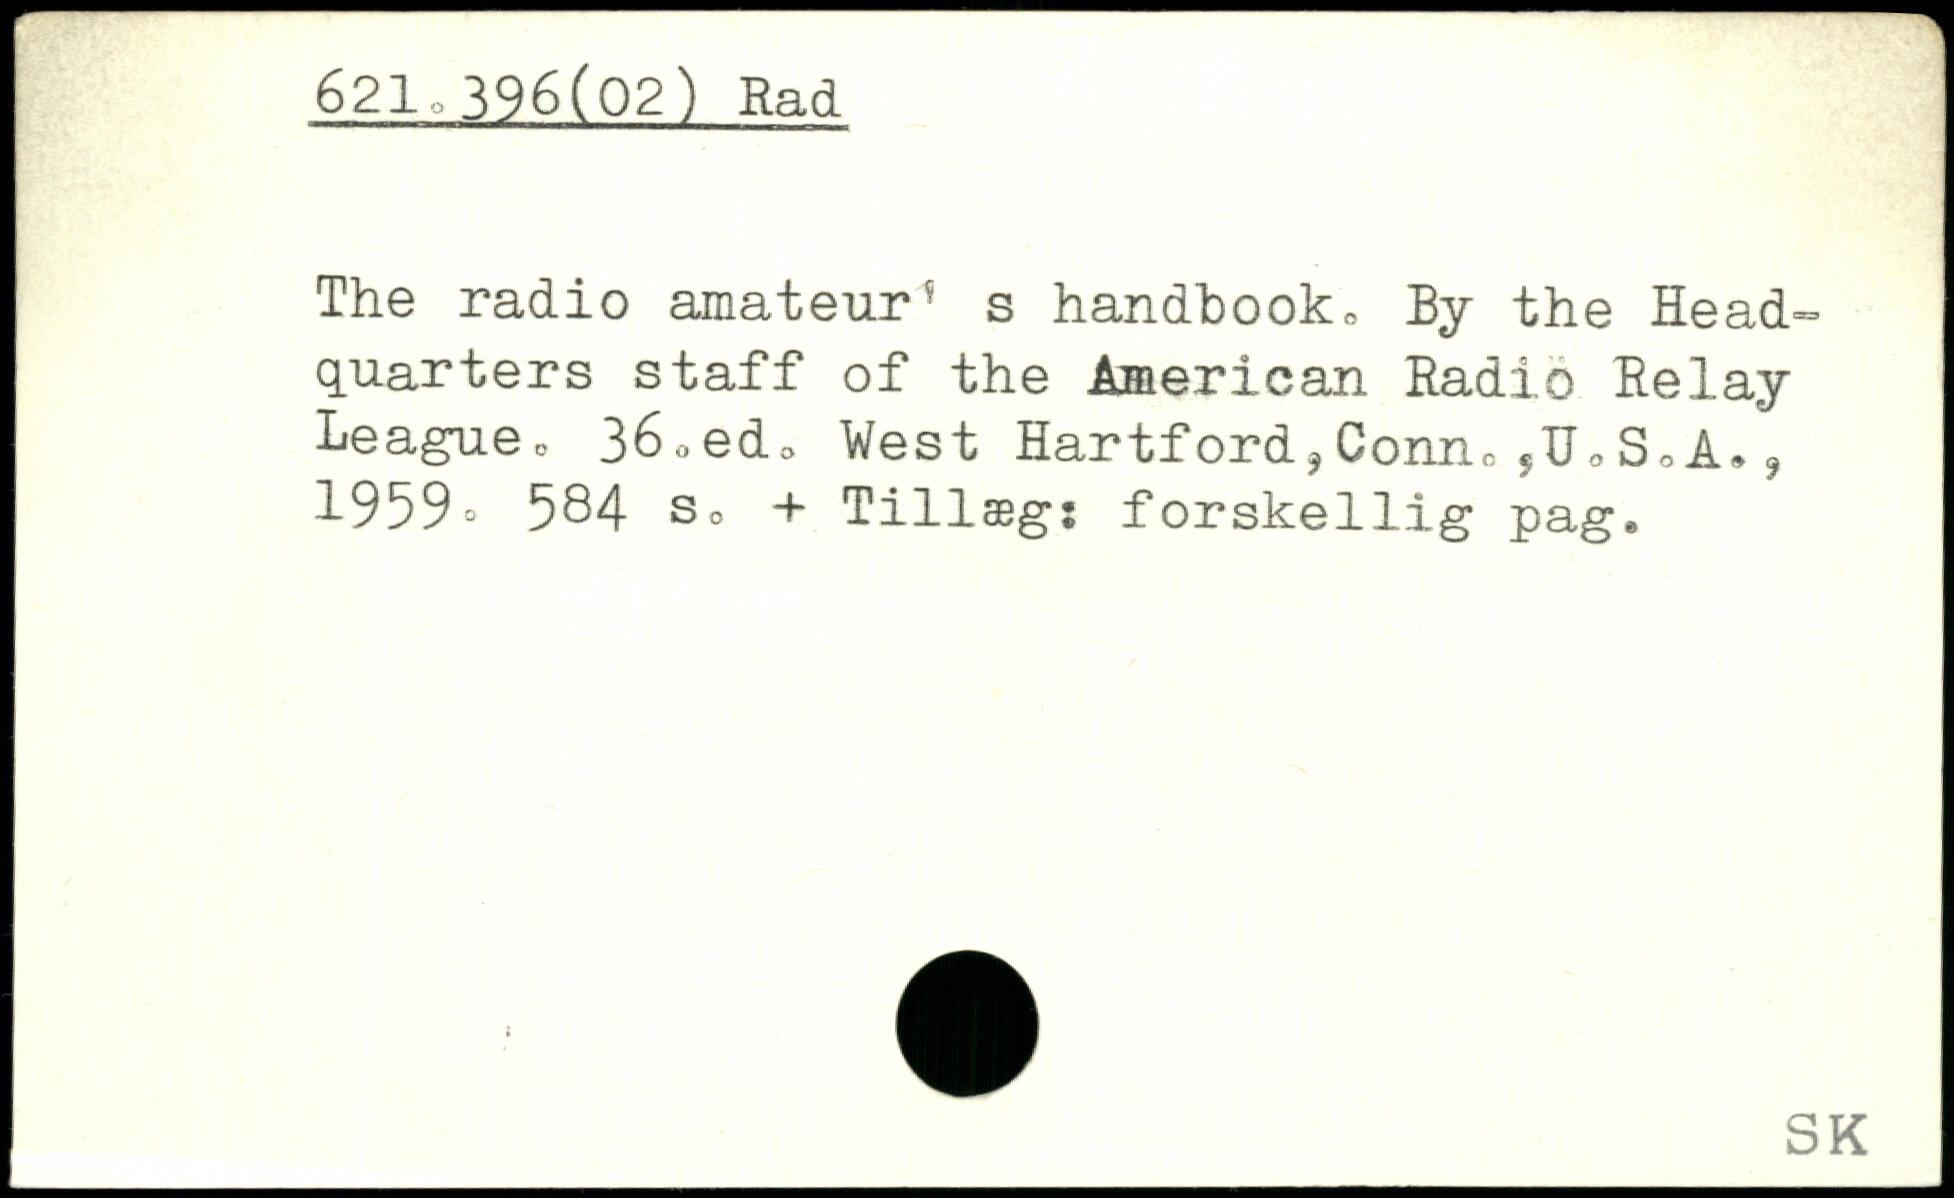 621.396(02) Rad
The radio amateur' s handbook. By the Head-
quarters staff of the American Radio Relay
League. 36.ed. West Hartford,Conn.,U.S.A.,
1959. 584 s. + Tillæg: forskellig pag.
SK